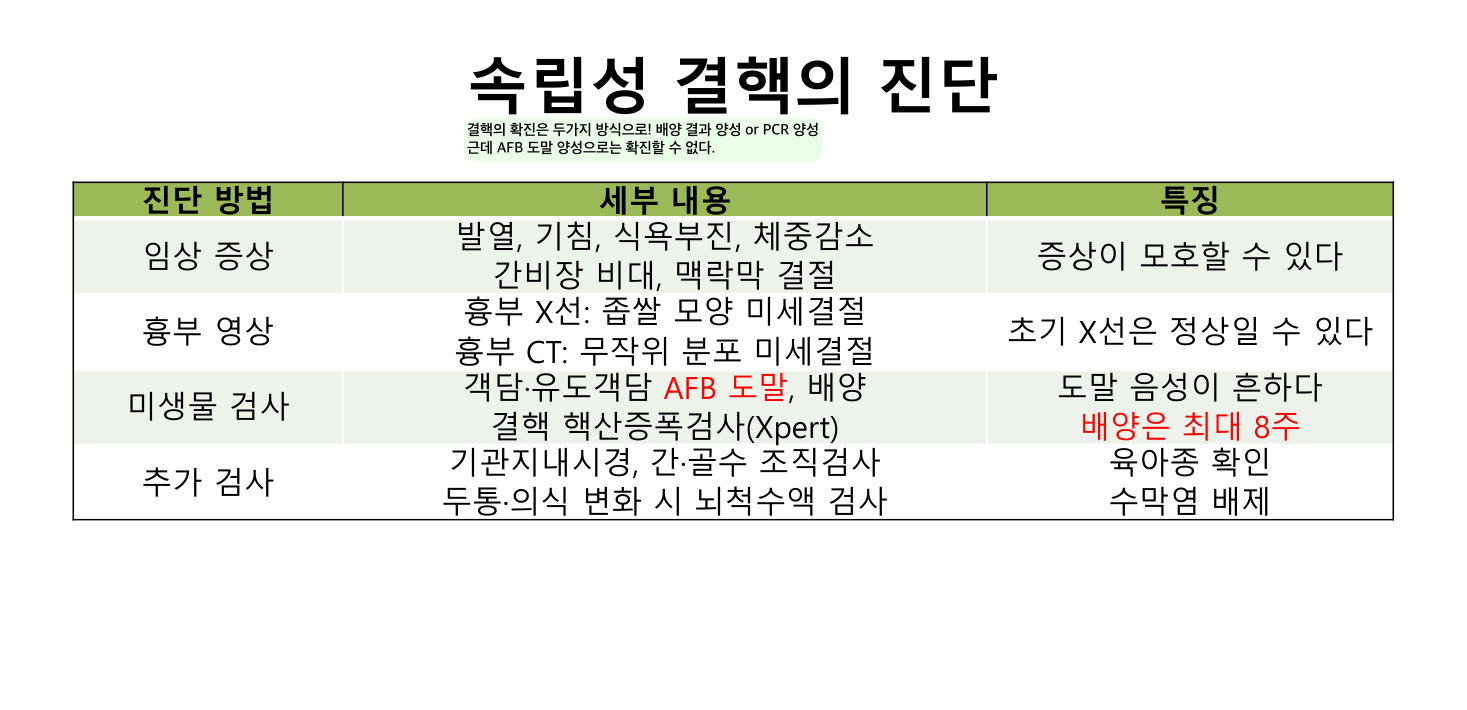 속립성 결핵의 진단
결핵의 확진은 두가지 방식으로! 배양 결과 양성 or PCR 양성
근데 AFB 도말 양성으로는 확진할 수 없다.
진단 방법 세부 내용 특징
임상 증상
발열, 기침, 식욕부진, 체중감소
간비장 비대, 맥락막 결절
증상이 모호할 수 있다
흉부 영상
흉부 X선: 좁쌀 모양 미세결절
흉부 CT: 무작위 분포 미세결절
초기 X선은 정상일 수 있다
미생물 검사
객담·유도객담 AFB 도말, 배양
결핵 핵산증폭검사(Xpert)
도말 음성이 흔하다
배양은 최대 8주
추가 검사
기관지내시경, 간·골수 조직검사
두통·의식 변화 시 뇌척수액 검사
육아종 확인
수막염 배제